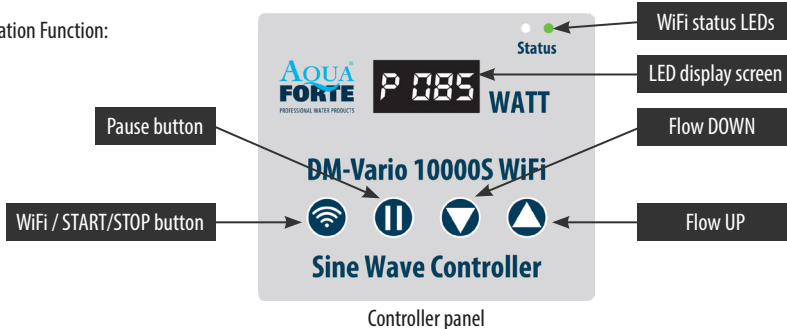 ation Function:
WiFi status LEDs
Status
LED display screen
AQUA
FORTE
PROFESSIONAL WATER PRODUCTS
P 085
WATT
Pause button
Flow DOWN
DM-Vario 10000S WiFi
WiFi / START/STOP button
Flow UP
Sine Wave Controller
Controller panel